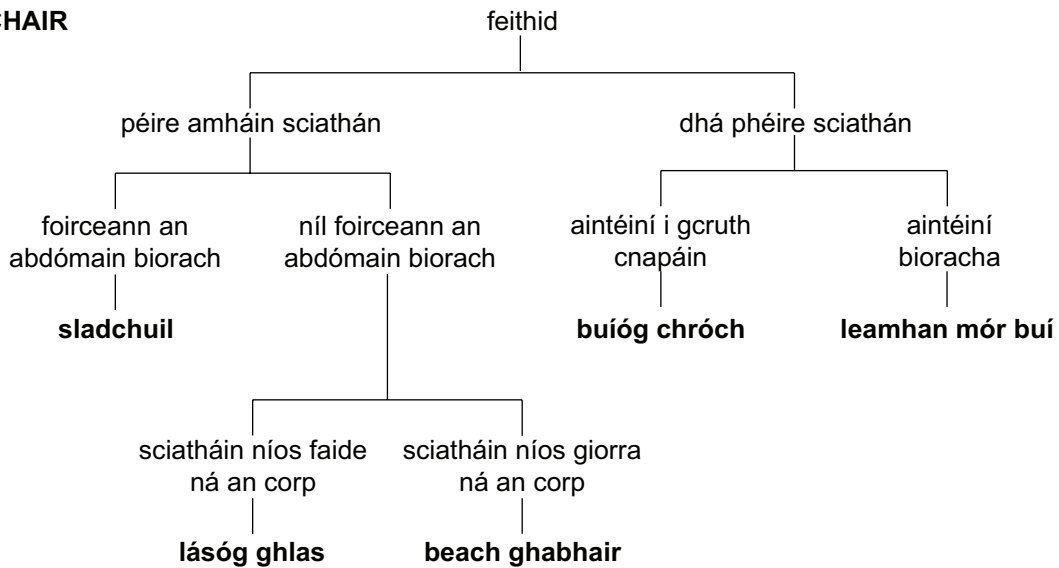 CHAIR
feithid
péire amháin sciathán
dhá phéire sciathán
foirceann an
abdómain biorach
níl foirceann an
abdómain biorach
aintéiní i gcruth
cnapáin
aintéiní
bioracha
sladchuil
buíóg chróch
leamhan mór buí
sciatháin níos faide
ná an corp
sciatháin níos giorra
ná an corp
lásóg ghlas
beach ghabhair